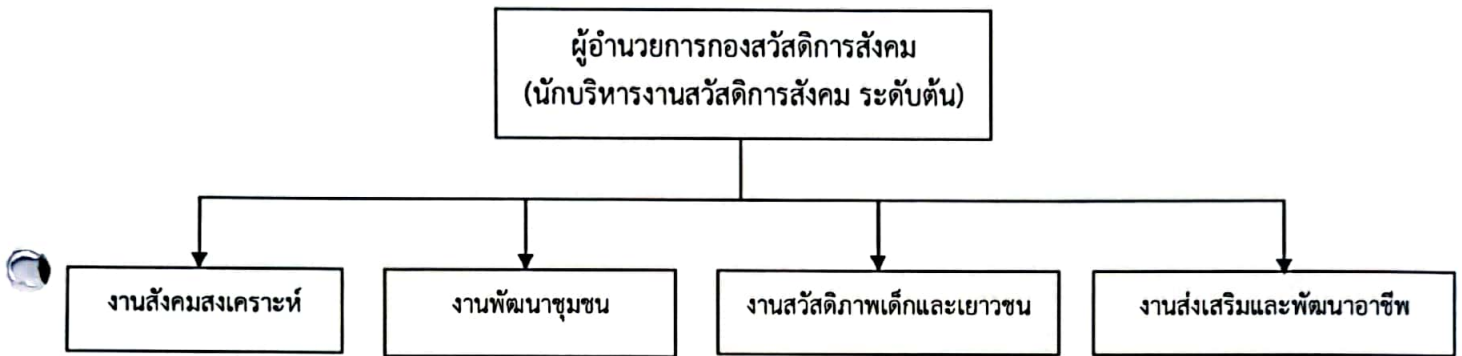 ผู้อำนวยการกองสวัสดิการสังคม
(นักบริหารงานสวัสดิการสังคม ระดับต้น)
งานสังคมสงเคราะห์
งานพัฒนาชุมชน
งานสวัสดิภาพเด็กและเยาวชน
งานส่งเสริมและพัฒนาอาชีพ